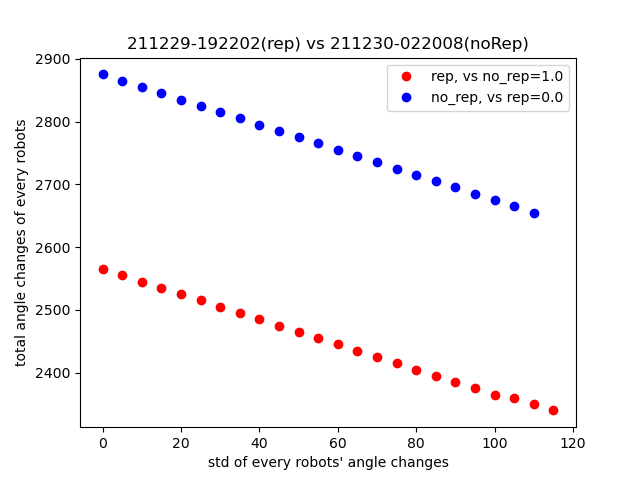 211229-192202(rep) vs 211230-022008(noRep)
2900
2800
2700
2600
2500
2400
total angle changes of every robots
rep, vs no_rep=1.0
no_rep, vs rep=0.0
0 20 40 60 80 100 120
std of every robots' angle changes